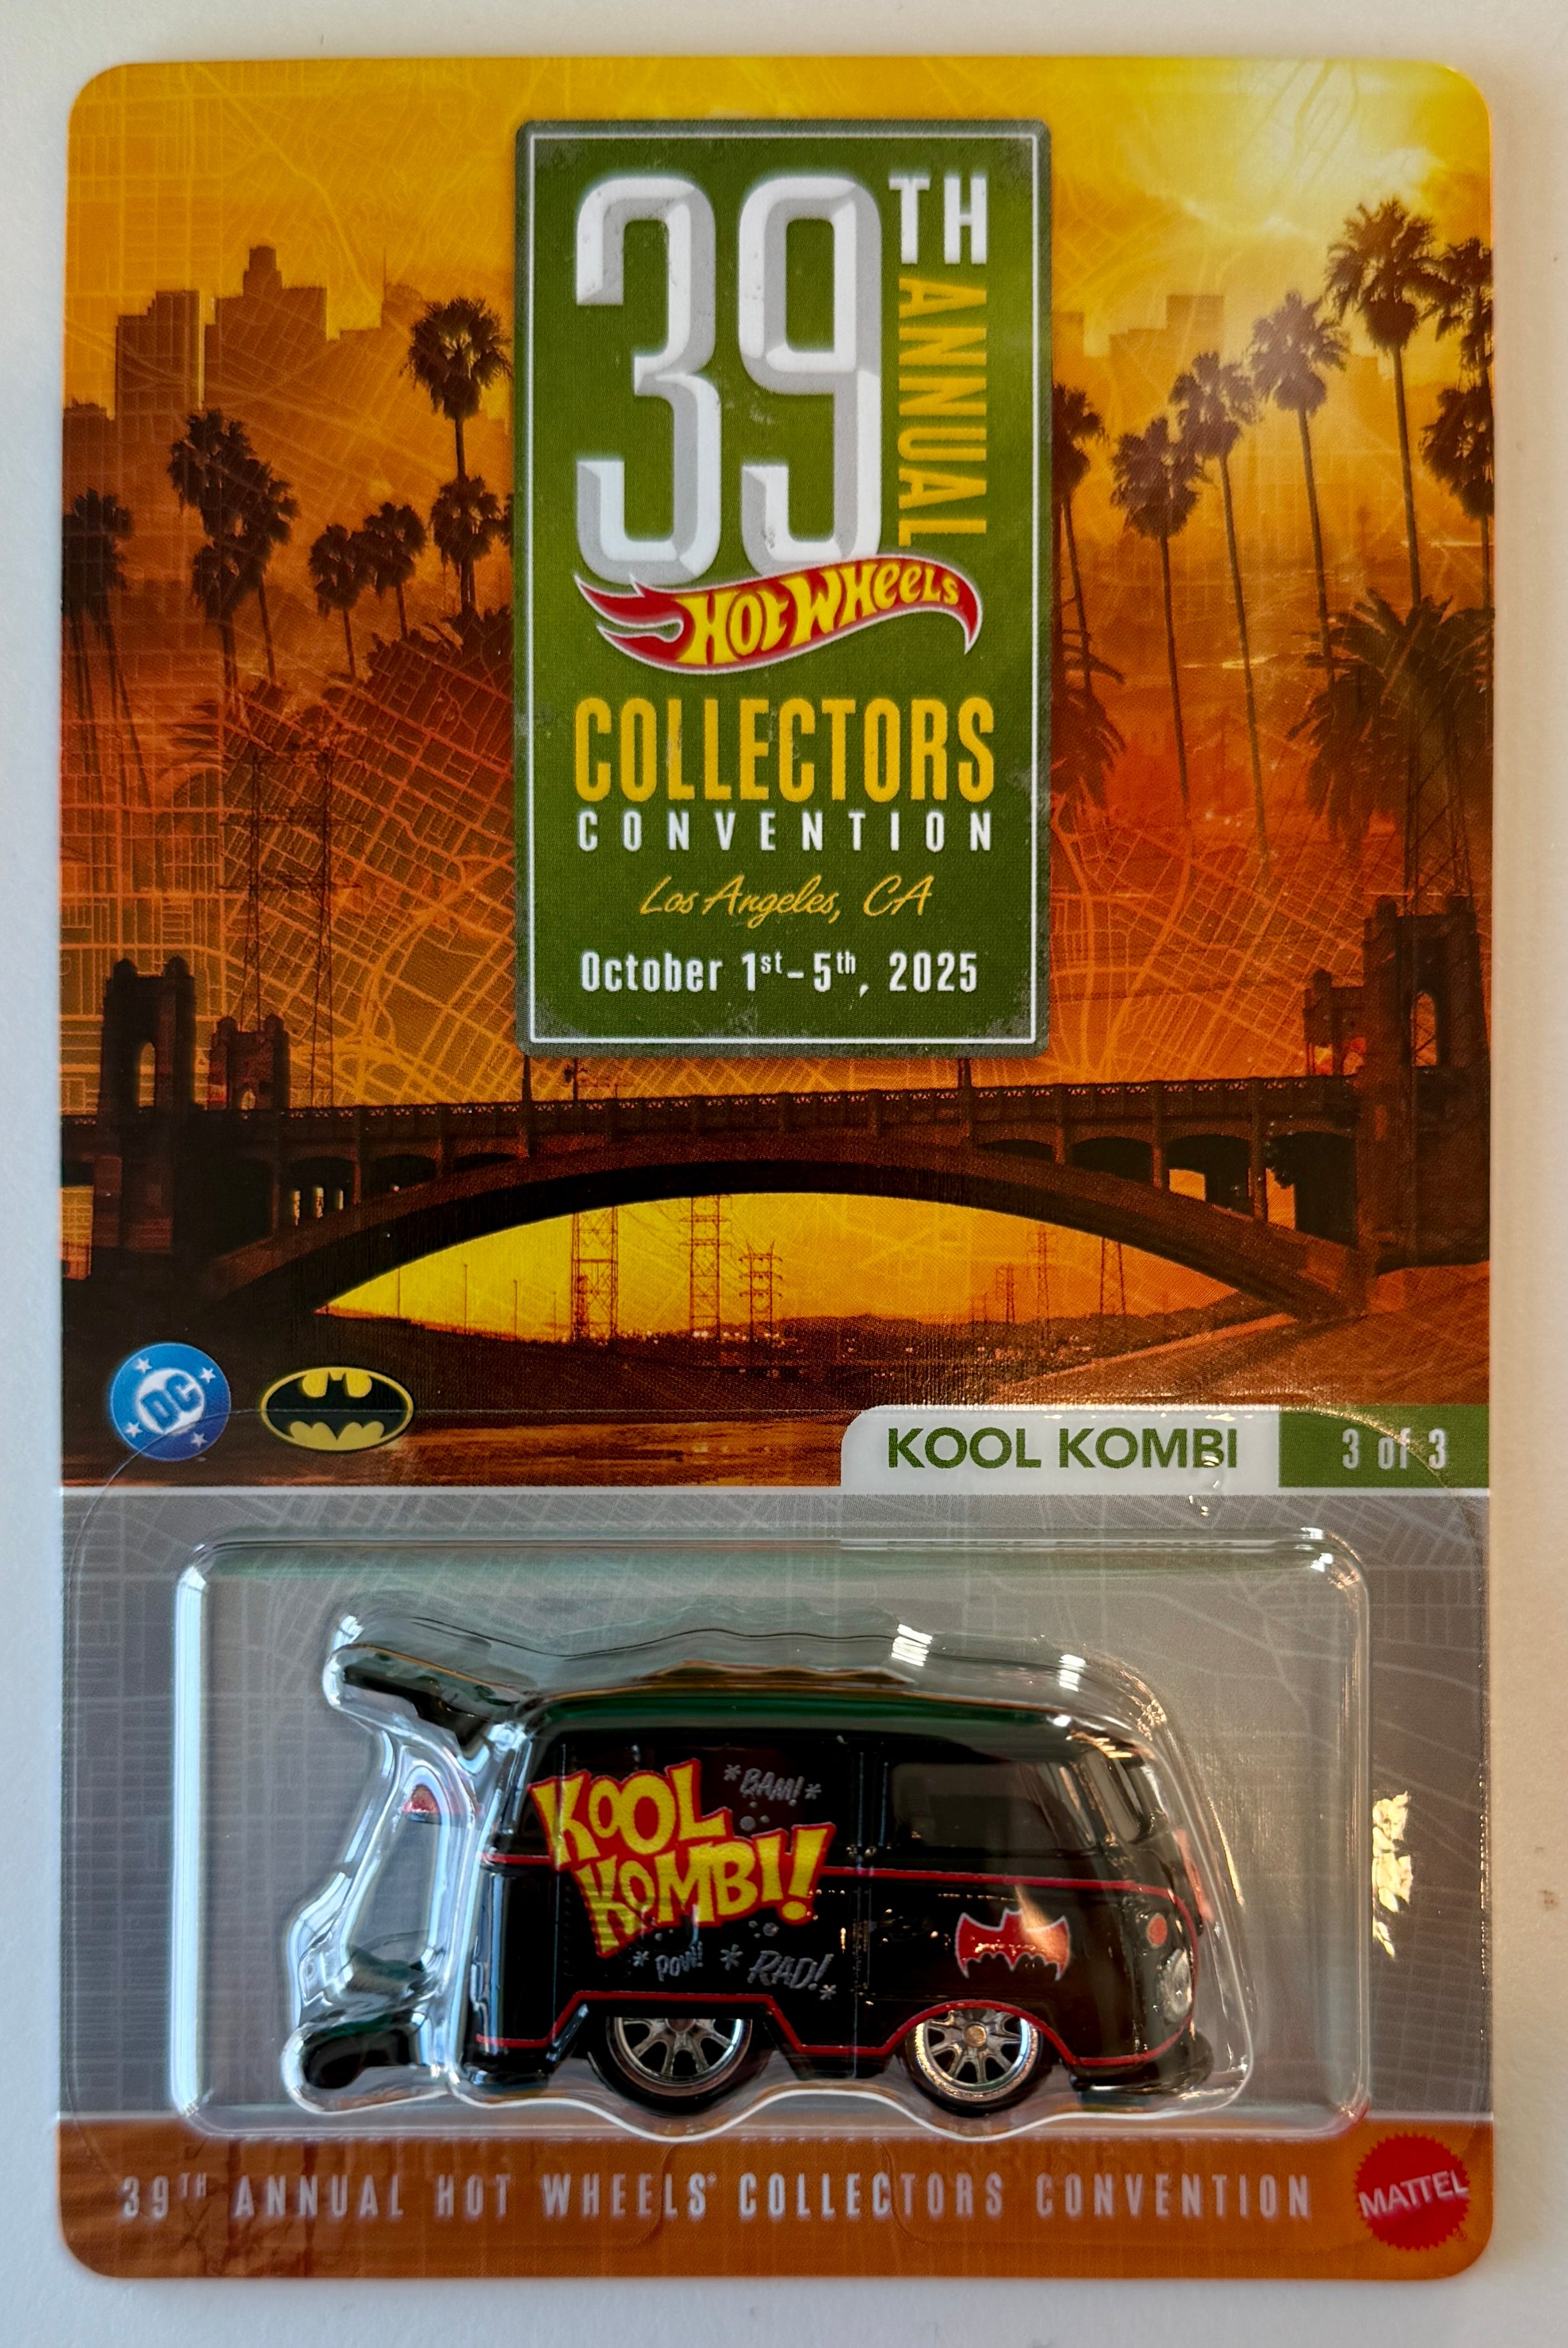 39TH
ANNUAL
HOT WHEELS
COLLECTORS
CONVENTION
Los Angeles, CA
October 1st-5th, 2025
DC
KOOL KOMBI 3 of 3
KOOL
KOMBI!
*BAM!*
*POW!*
*RAD!*
39TH ANNUAL HOT WHEELS® COLLECTORS CONVENTION
MATTEL®